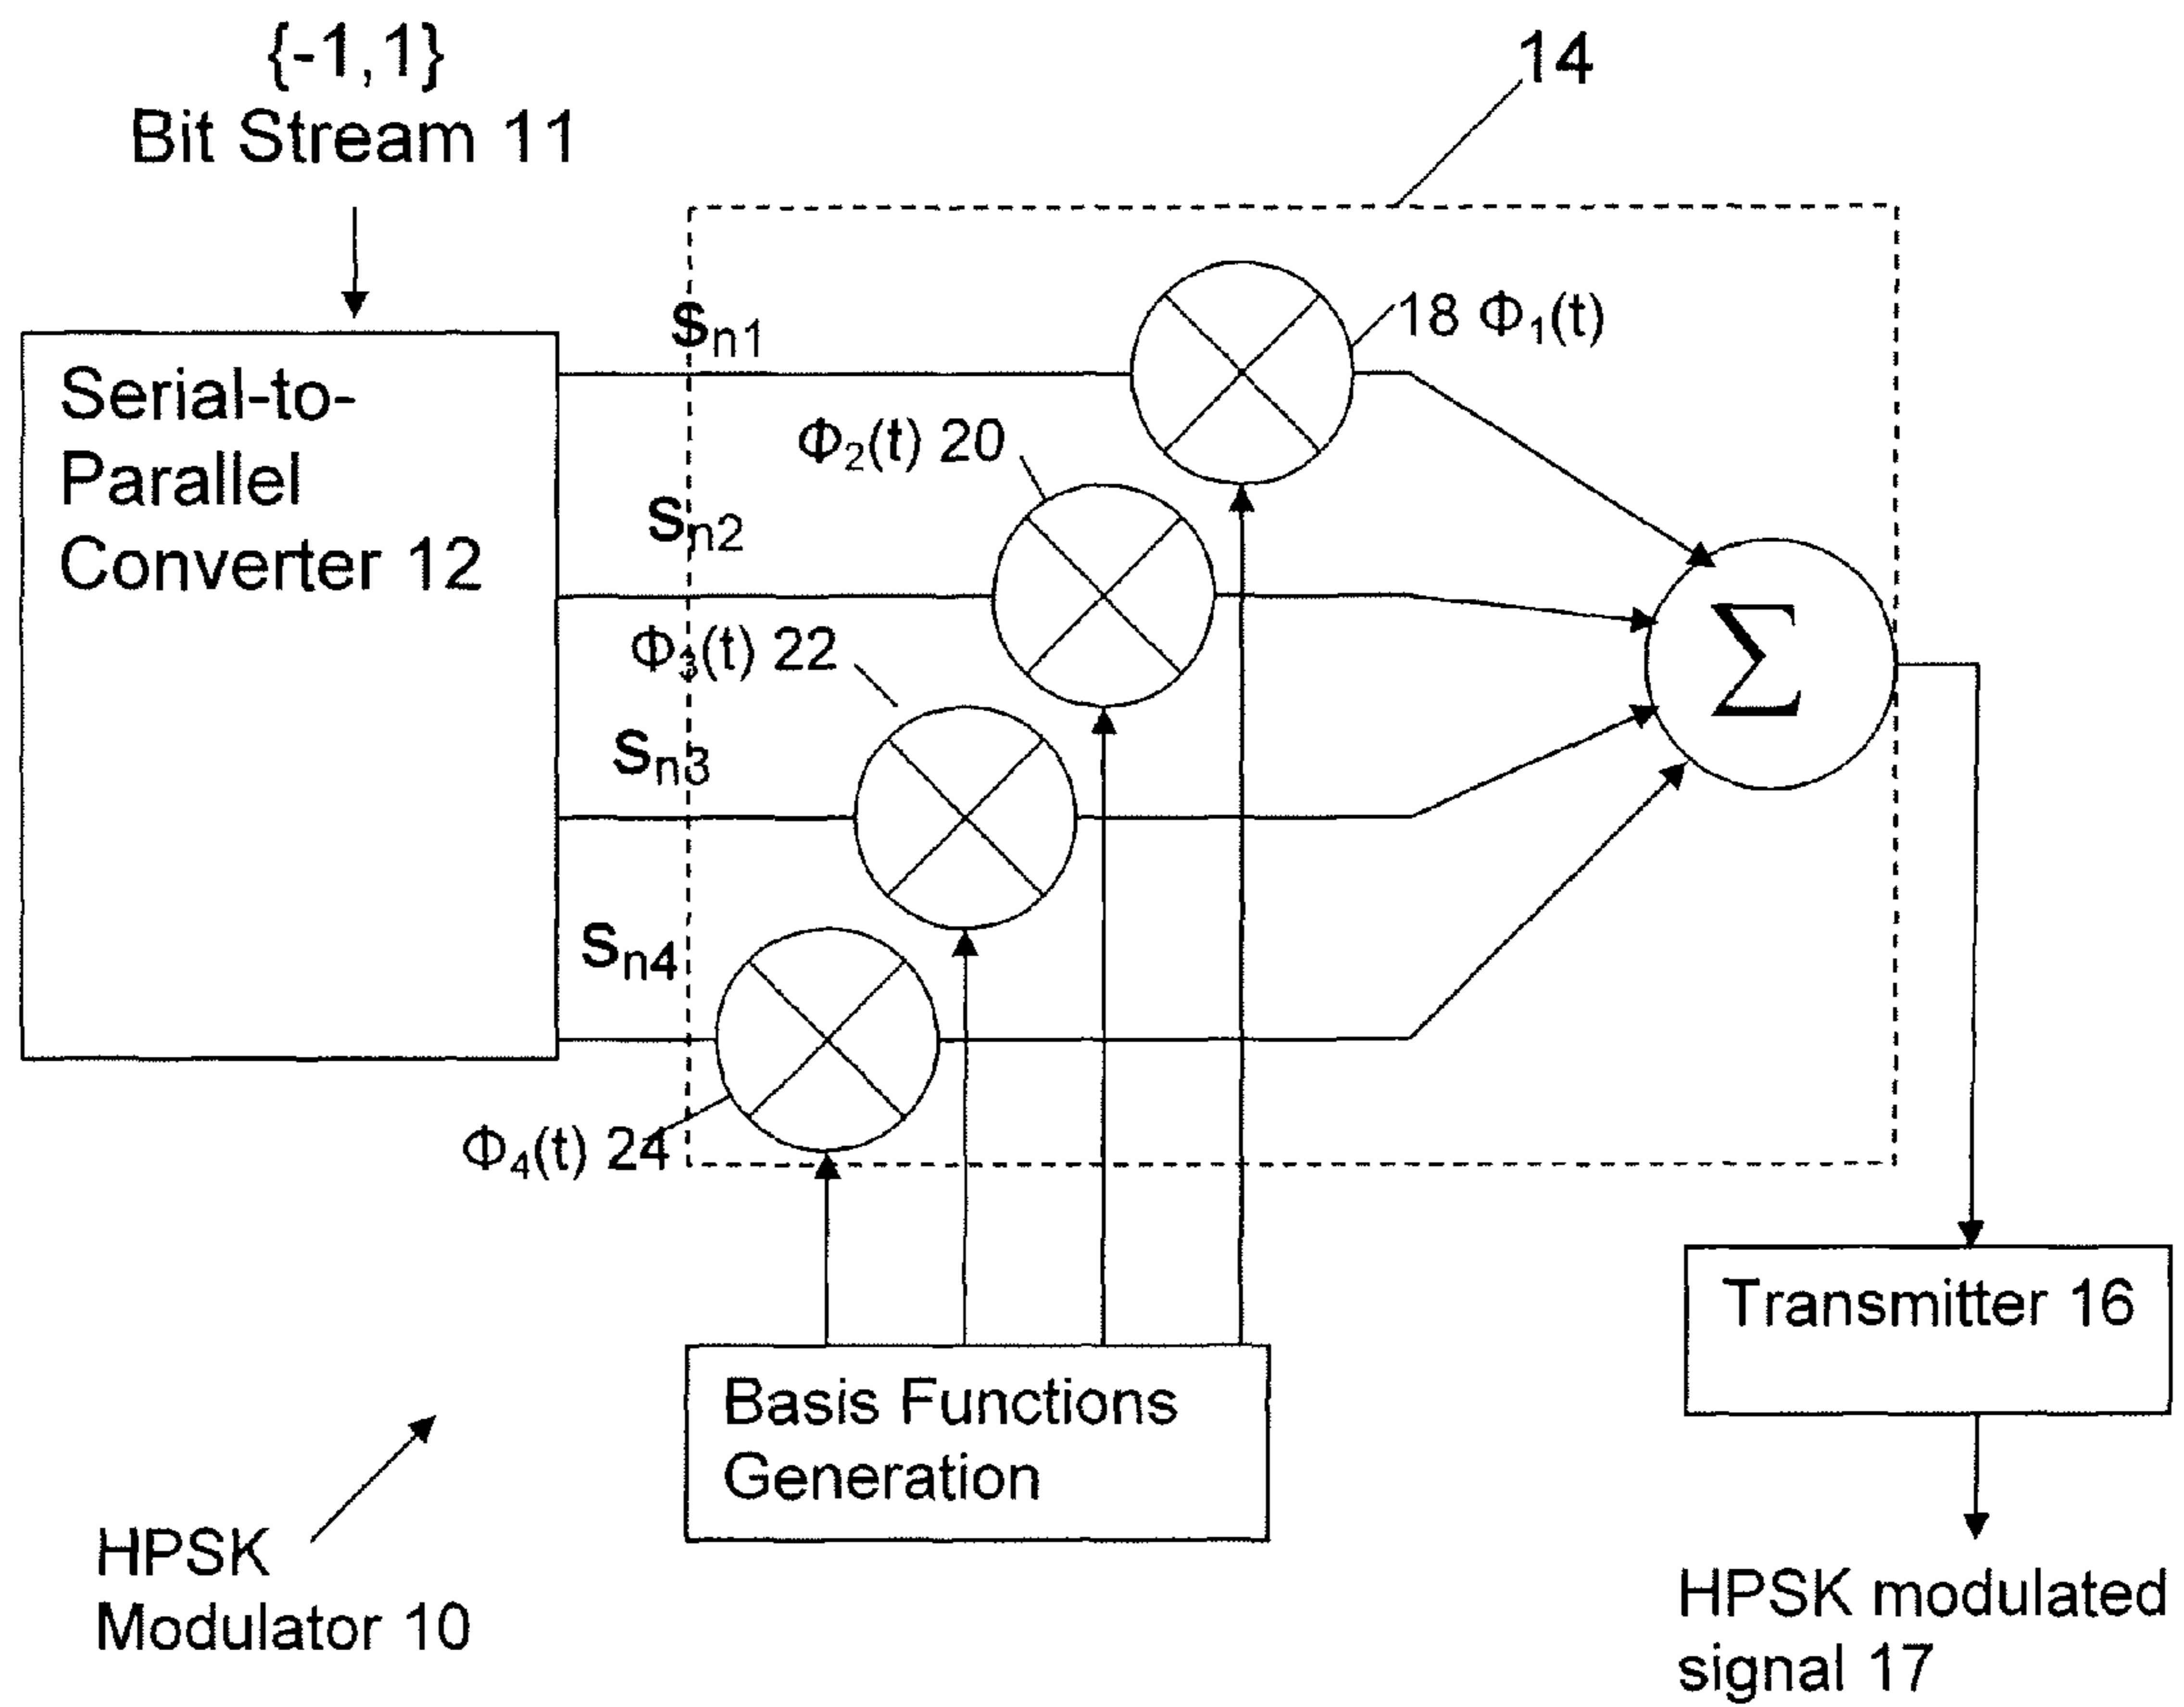 {-1,1}
Bit Stream 11
14
Serial-to-
Parallel
Converter 12
Sn1
18 Φ1(t)
Φ2(t) 20
Sn2
Φ3(t) 22
Sn3
Sn4
Φ4(t) 24
Σ
Transmitter 16
Basis Functions
Generation
HPSK
Modulator 10
HPSK modulated
signal 17